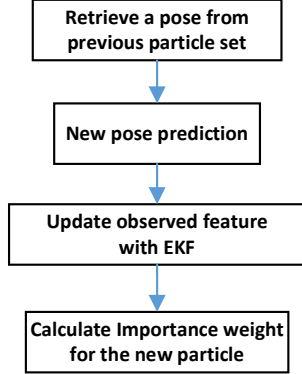 Retrieve a pose from
previous particle set
New pose prediction
Update observed feature
with EKF
Calculate Importance weight
for the new particle